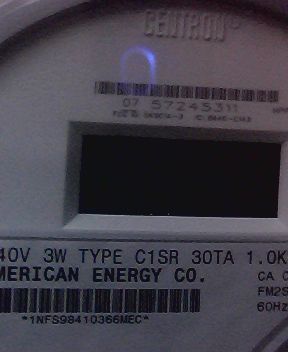 CENTRON®
07 57245311
40V 3W TYPE C1SR 30TA 1.0K
MERICAN ENERGY CO.
CA
FM2S
60Hz
*1NFS98410366MEC*